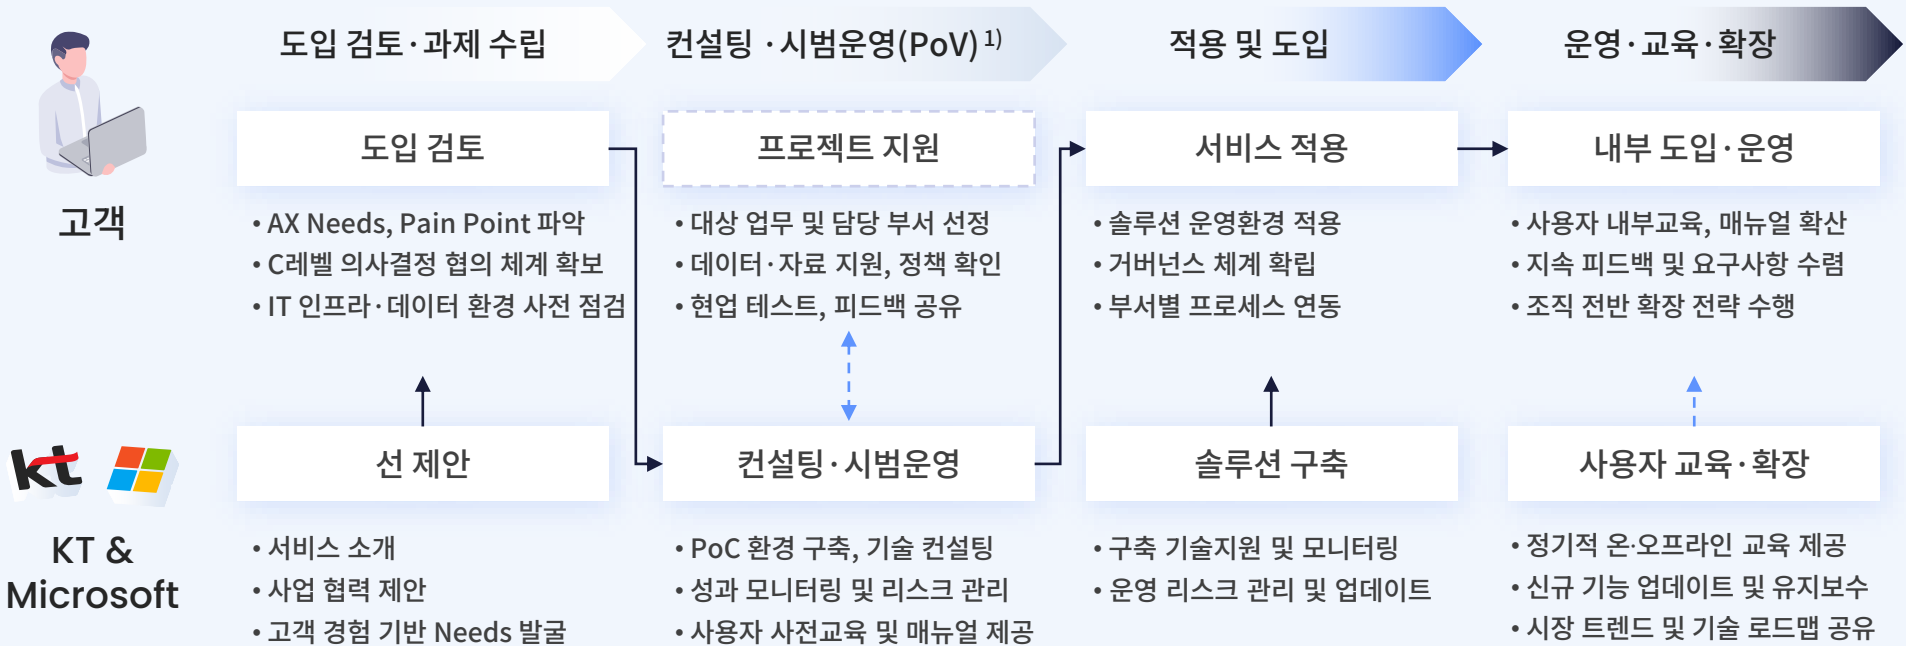 도입 검토·과제 수립
컨설팅 ·시범운영(PoV) 1)
적용 및 도입
운영·교육·확장
고객
도입 검토
• AX Needs, Pain Point 파악
• C레벨 의사결정 협의 체계 확보
• IT 인프라·데이터 환경 사전 점검
프로젝트 지원
• 대상 업무 및 담당 부서 선정
• 데이터·자료 지원, 정책 확인
• 현업 테스트, 피드백 공유
서비스 적용
• 솔루션 운영환경 적용
• 거버넌스 체계 확립
• 부서별 프로세스 연동
내부 도입·운영
• 사용자 내부교육, 매뉴얼 확산
• 지속 피드백 및 요구사항 수렴
• 조직 전반 확장 전략 수행
kt
KT &
Microsoft
선 제안
• 서비스 소개
• 사업 협력 제안
• 고객 경험 기반 Needs 발굴
컨설팅·시범운영
• PoC 환경 구축, 기술 컨설팅
• 성과 모니터링 및 리스크 관리
• 사용자 사전교육 및 매뉴얼 제공
솔루션 구축
• 구축 기술지원 및 모니터링
• 운영 리스크 관리 및 업데이트
사용자 교육·확장
• 정기적 온·오프라인 교육 제공
• 신규 기능 업데이트 및 유지보수
• 시장 트렌드 및 기술 로드맵 공유